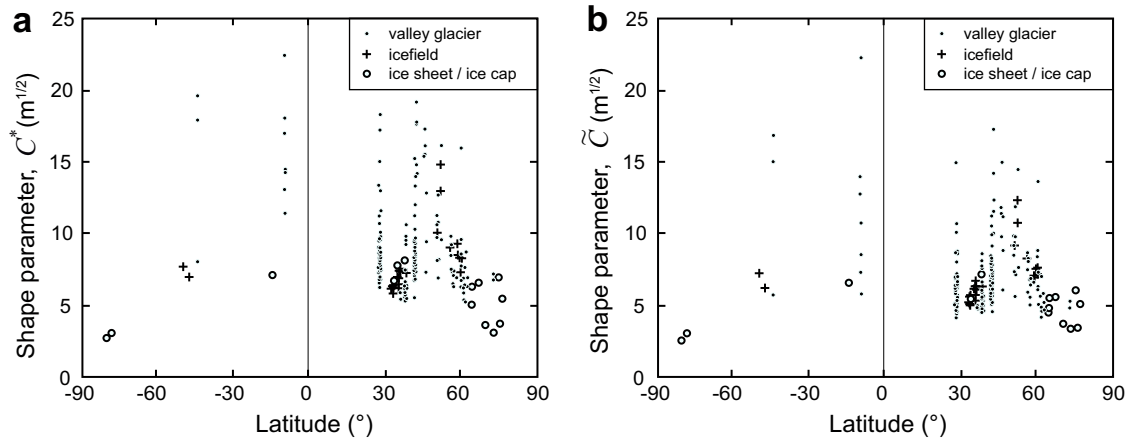 a
25
20
15
10
5
0
Shape parameter, C* (m^1/2)
valley glacier
icefield
ice sheet / ice cap
-90 -60 -30 0 30 60 90
Latitude (°)
b
25
20
15
10
5
0
Shape parameter, C̃ (m^1/2)
valley glacier
icefield
ice sheet / ice cap
-90 -60 -30 0 30 60 90
Latitude (°)